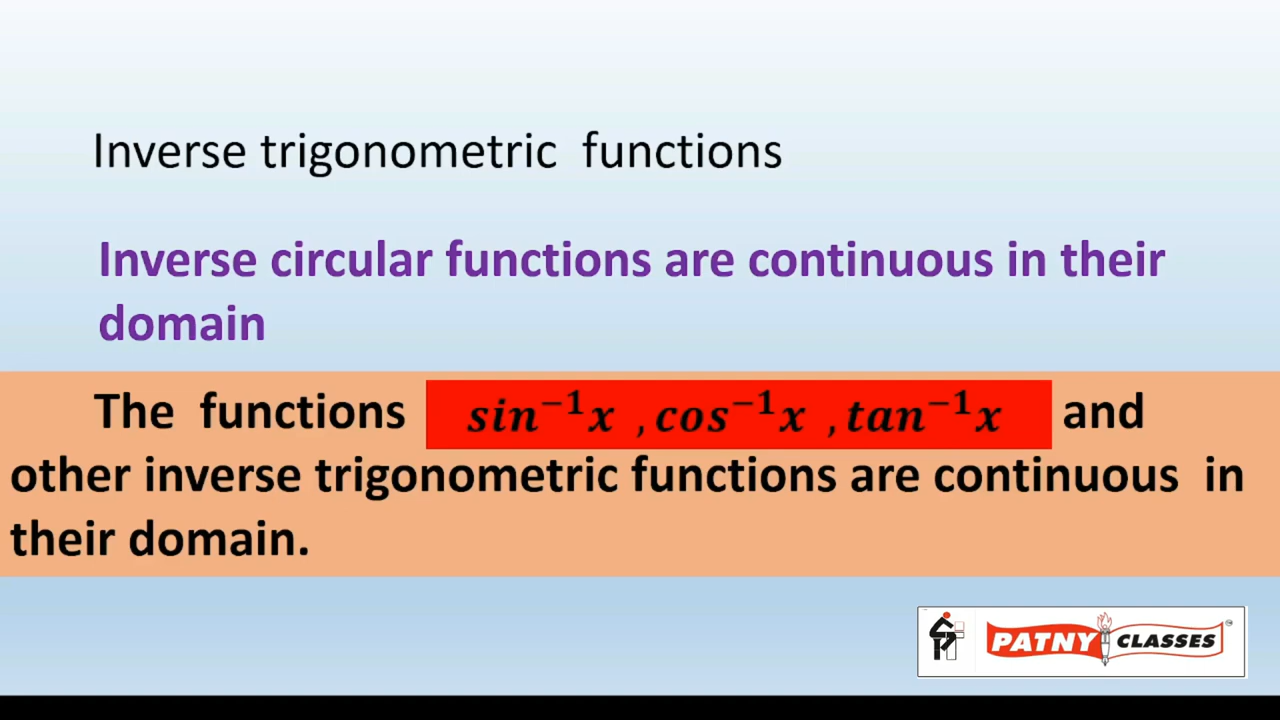 Inverse trigonometric functions
Inverse circular functions are continuous in their
domain
The functions sin⁻¹x , cos⁻¹x , tan⁻¹x and
other inverse trigonometric functions are continuous in
their domain.
PATNY CLASSES